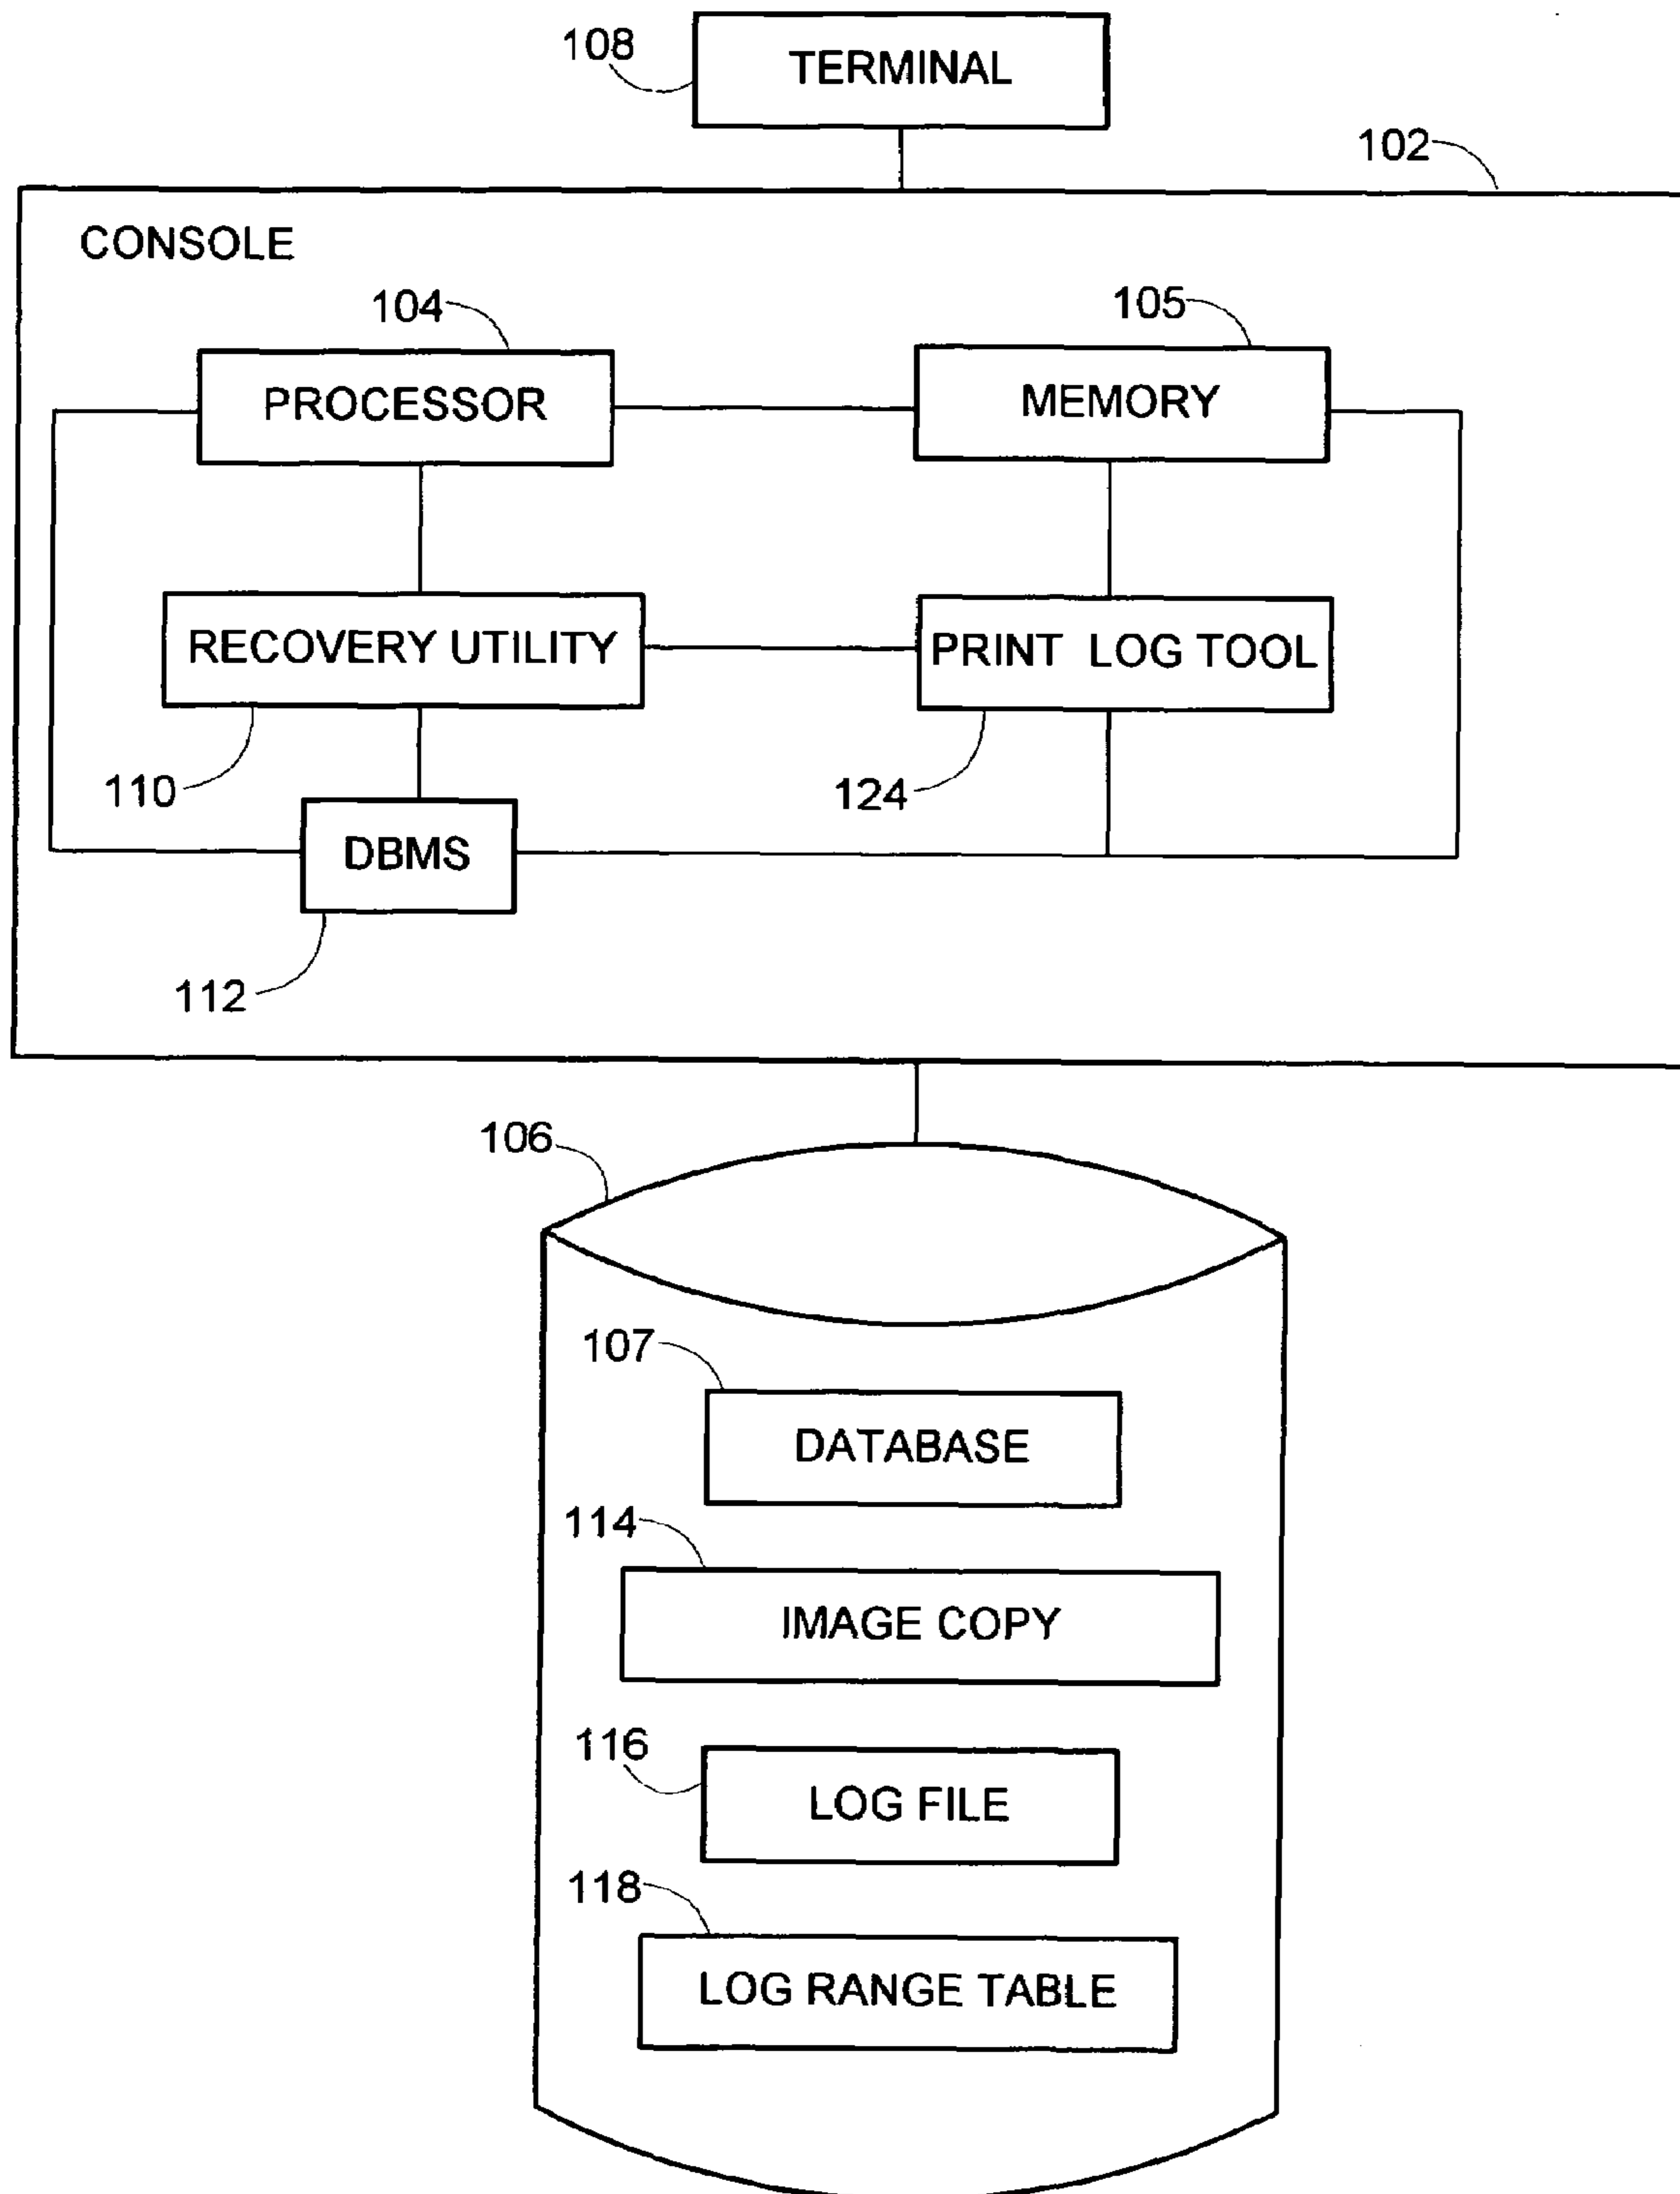 108
TERMINAL
102
CONSOLE
104
105
PROCESSOR
MEMORY
RECOVERY UTILITY
PRINT LOG TOOL
110
124
DBMS
112
106
107
DATABASE
114
IMAGE COPY
116
LOG FILE
118
LOG RANGE TABLE